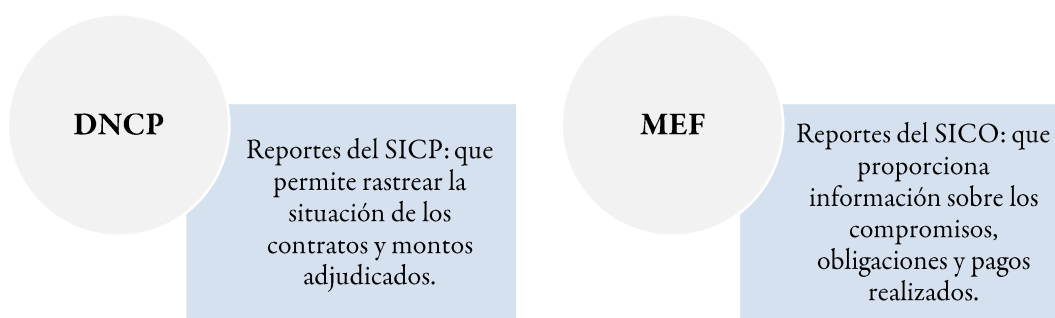 DNCP
Reportes del SICP: que
permite rastrear la
situación de los
contratos y montos
adjudicados.
MEF
Reportes del SICO: que
proporciona
información sobre los
compromisos,
obligaciones y pagos
realizados.